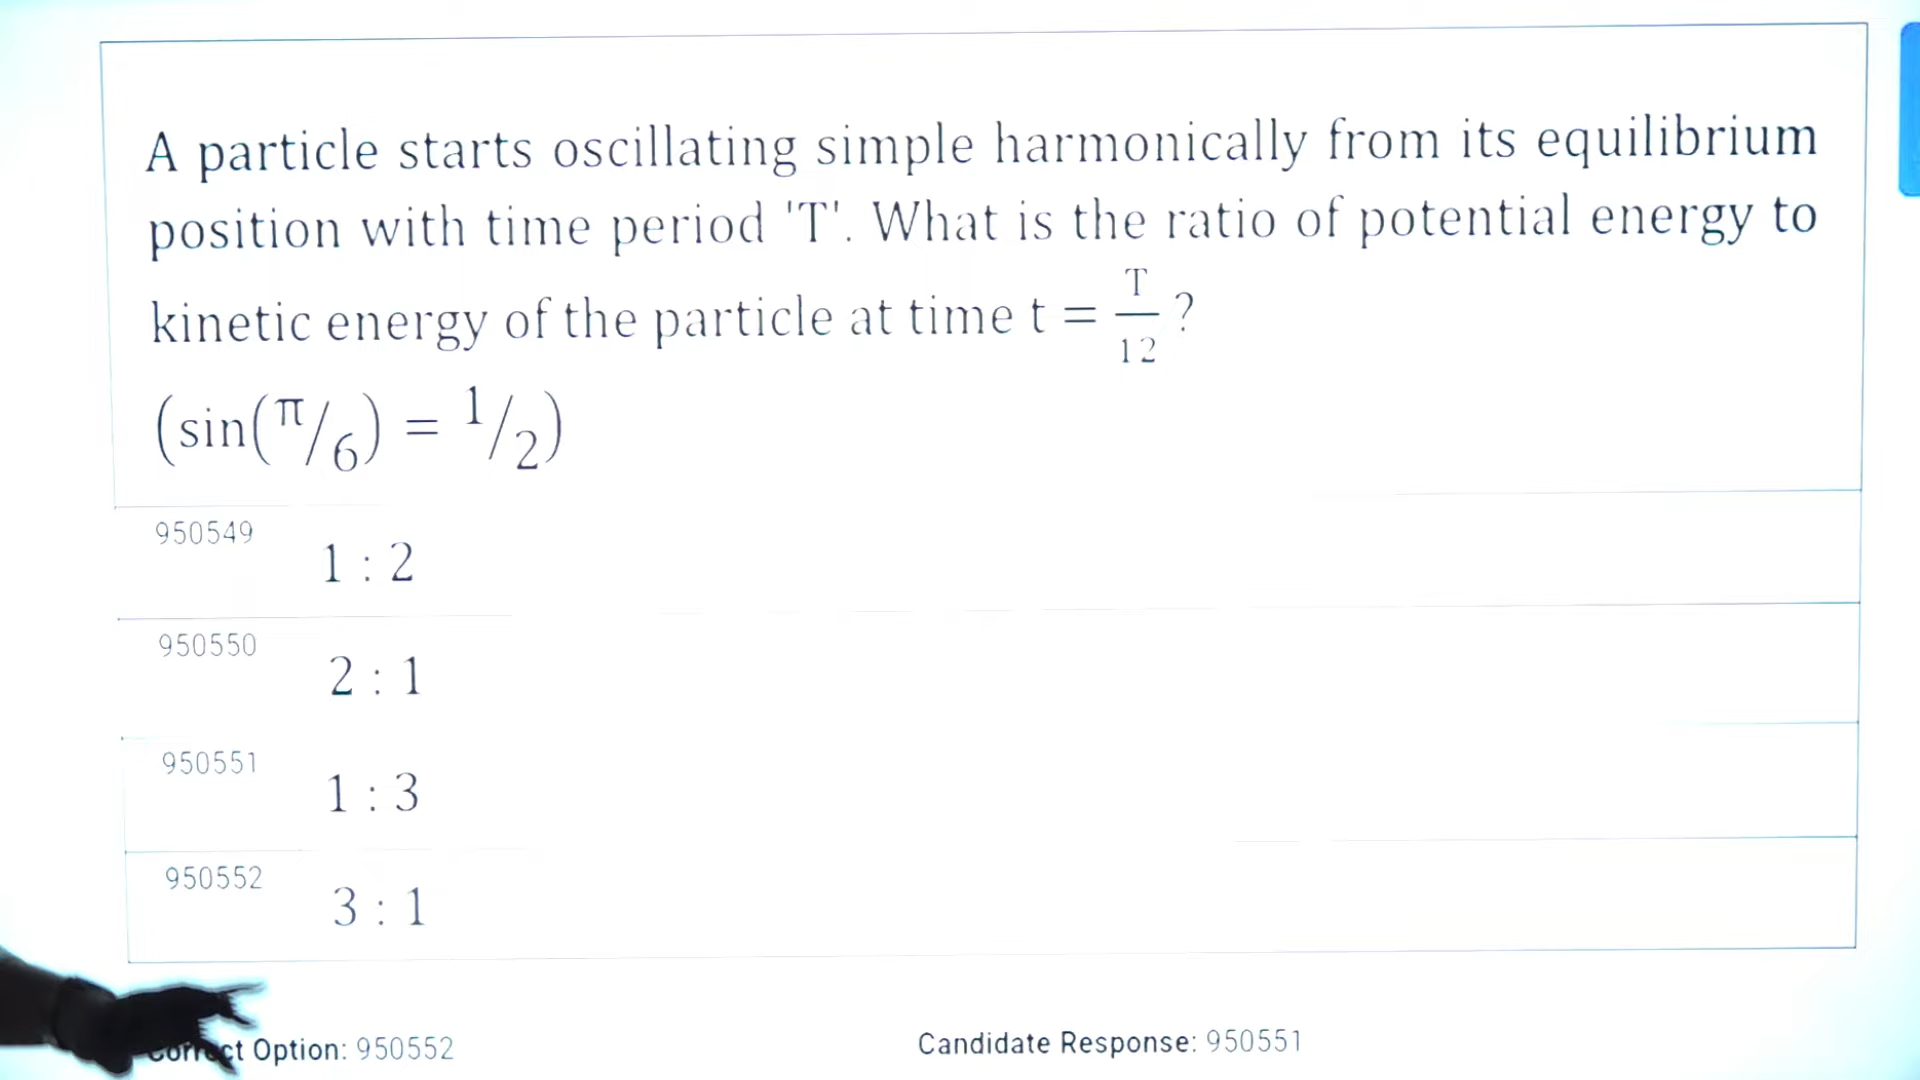 A particle starts oscillating simple harmonically from its equilibrium
position with time period 'T'. What is the ratio of potential energy to
kinetic energy of the particle at time t = T/12 ?
(sin(π/6) = 1/2)
950549 1 : 2
950550 2 : 1
950551 1 : 3
950552 3 : 1
Option: 950552 Candidate Response: 950551